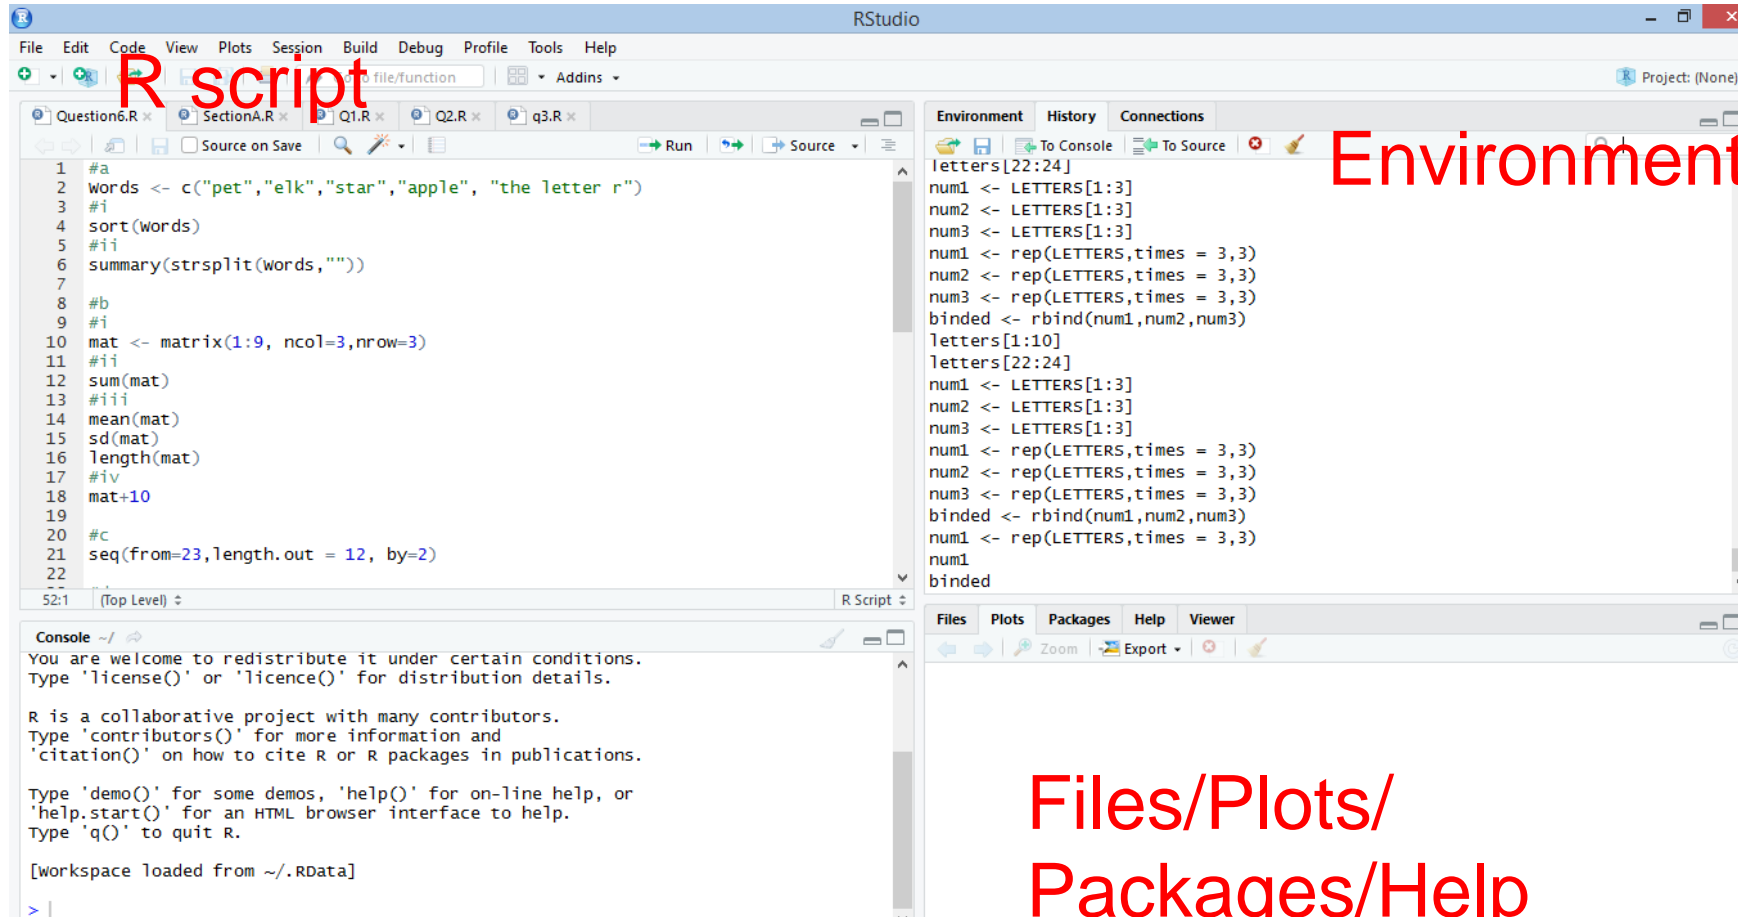 RStudio
File Edit Code View Plots Session Build Debug Profile Tools Help
R script
file/function
Addins
Project: (None)
Question6.R
SectionA.R
Q1.R
Q2.R
q3.R
Source on Save
Run
Source
1 #a
2 words <- c("pet","elk","star","apple", "the letter r")
3 #i
4 sort(words)
5 #ii
6 summary(strsplit(words,""))
7
8 #b
9 #i
10 mat <- matrix(1:9, ncol=3,nrow=3)
11 #ii
12 sum(mat)
13 #iii
14 mean(mat)
15 sd(mat)
16 length(mat)
17 #iv
18 mat+10
19
20 #c
21 seq(from=23,length.out = 12, by=2)
22
52:1 (Top Level) R Script
Console ~/
You are welcome to redistribute it under certain conditions.
Type 'license()' or 'licence()' for distribution details.
R is a collaborative project with many contributors.
Type 'contributors()' for more information and
'citation()' on how to cite R or R packages in publications.
Type 'demo()' for some demos, 'help()' for on-line help, or
'help.start()' for an HTML browser interface to help.
Type 'q()' to quit R.
[Workspace loaded from ~/.RData]
>
Environment History Connections
To Console To Source
Environment
letters[22:24]
num1 <- LETTERS[1:3]
num2 <- LETTERS[1:3]
num3 <- LETTERS[1:3]
num1 <- rep(LETTERS,times = 3,3)
num2 <- rep(LETTERS,times = 3,3)
num3 <- rep(LETTERS,times = 3,3)
binded <- rbind(num1,num2,num3)
letters[1:10]
letters[22:24]
num1 <- LETTERS[1:3]
num2 <- LETTERS[1:3]
num3 <- LETTERS[1:3]
num1 <- rep(LETTERS,times = 3,3)
num2 <- rep(LETTERS,times = 3,3)
num3 <- rep(LETTERS,times = 3,3)
binded <- rbind(num1,num2,num3)
num1 <- rep(LETTERS,times = 3,3)
num1
binded
Files Plots Packages Help Viewer
Zoom Export
Files/Plots/
Packages/Help